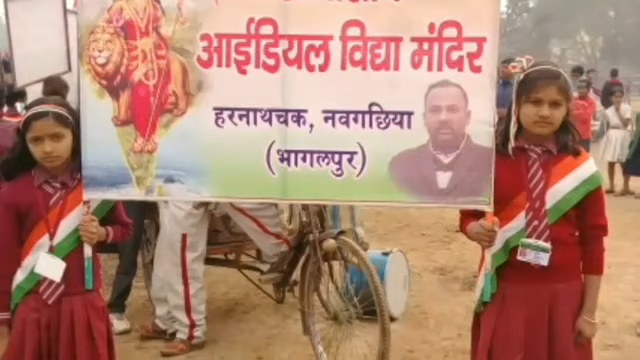 आईडियल विद्या मंदिर
हरनाथचक, नवगछिया
(भागलपुर)